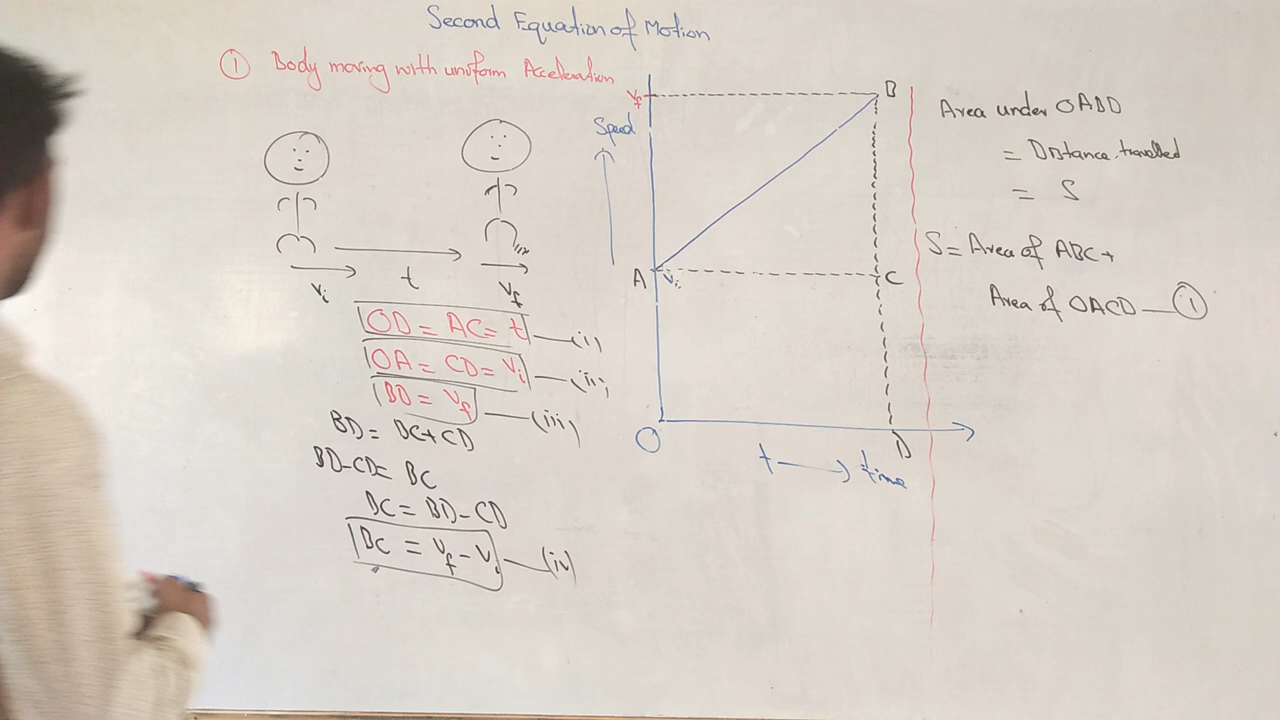 Second Equation of Motion
① Body moving with uniform Acceleration
vi
t
vf
OD = AC = t —(i)
OA = CD = vi —(ii)
BD = vf —(iii)
BD = BC + CD
BD - CD = BC
BC = BD - CD
BC = vf - vi —(iv)
vf
B
Speed
A
vi
C
O
D
t → time
Area under OABD
= Distance travelled
= S
S = Area of ABC +
Area of OACD — ①